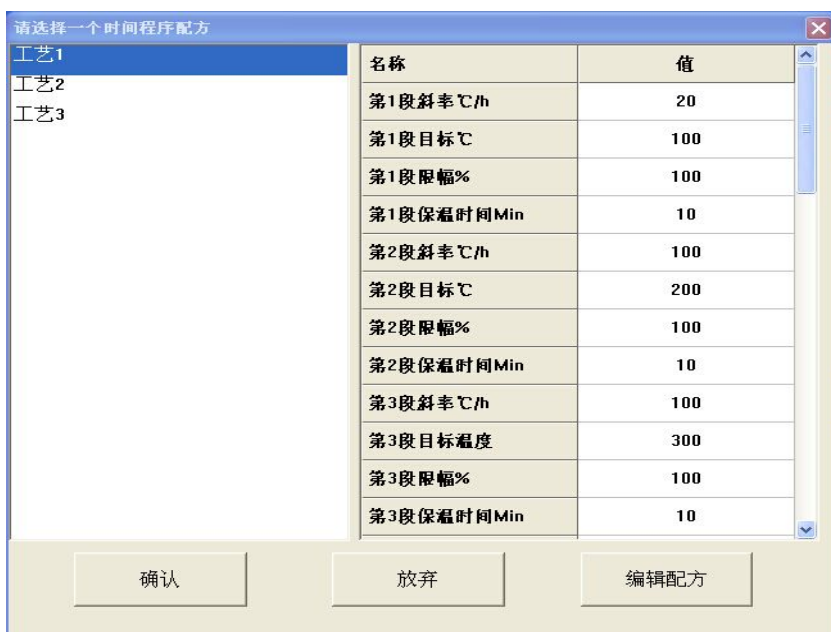 请选择一个时间程序配方
工艺1
工艺2
工艺3
名称 值
第1段斜率℃/h 20
第1段目标℃ 100
第1段限幅% 100
第1段保温时间Min 10
第2段斜率℃/h 100
第2段目标℃ 200
第2段限幅% 100
第2段保温时间Min 10
第3段斜率℃/h 100
第3段目标温度 300
第3段限幅% 100
第3段保温时间Min 10
确认 放弃 编辑配方